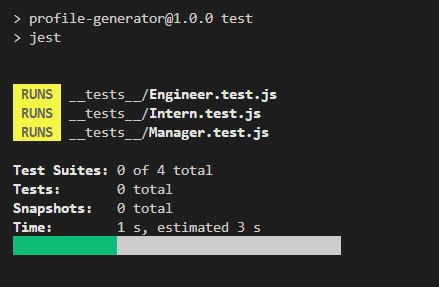 > profile-generator@1.0.0 test
> jest
RUNS __tests__/Engineer.test.js
RUNS __tests__/Intern.test.js
RUNS __tests__/Manager.test.js
Test Suites: 0 of 4 total
Tests: 0 total
Snapshots: 0 total
Time: 1 s, estimated 3 s